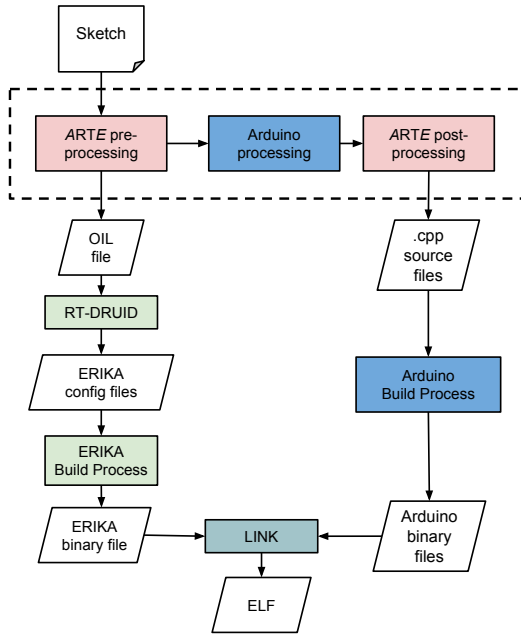 Sketch
ARTE pre-
processing
Arduino
processing
ARTE post-
processing
OIL
file
.cpp
source
files
RT-DRUID
ERIKA
config files
Arduino
Build Process
ERIKA
Build Process
ERIKA
binary file
LINK
Arduino
binary
files
ELF